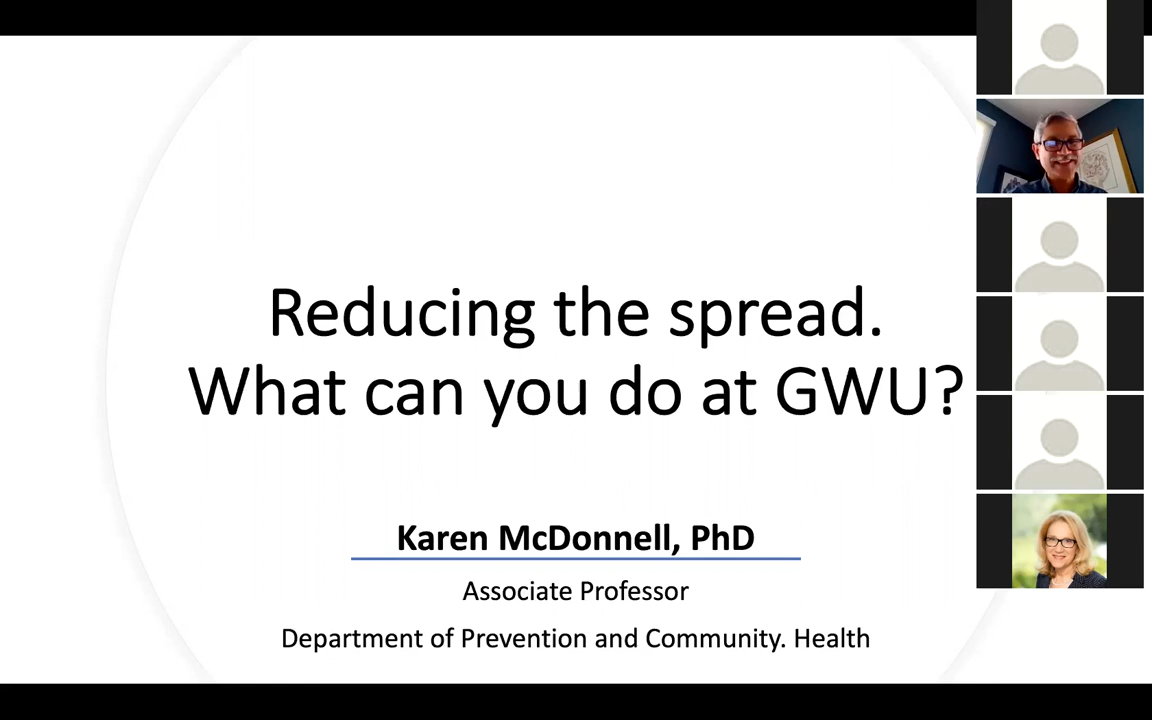 Reducing the spread.
What can you do at GWU?
Karen McDonnell, PhD
Associate Professor
Department of Prevention and Community. Health